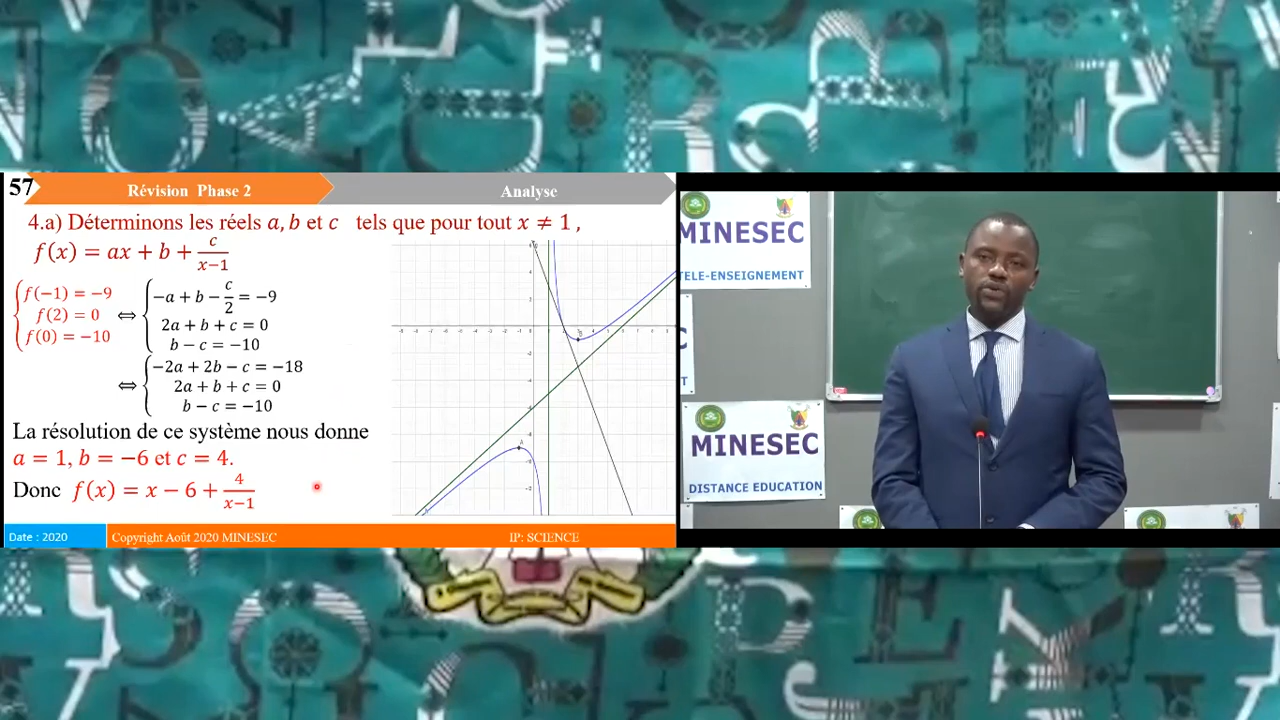 57
Révision Phase 2
Analyse
4.a) Déterminons les réels a, b et c tels que pour tout x ≠ 1 ,
f(x) = ax + b + c/(x−1)
{ f(−1) = −9 ⇔ { −a + b − c/2 = −9
f(2) = 0 2a + b + c = 0
f(0) = −10 b − c = −10
⇔ { −2a + 2b − c = −18
2a + b + c = 0
b − c = −10
La résolution de ce système nous donne
a = 1, b = −6 et c = 4.
Donc f(x) = x − 6 + 4/(x−1)
Date : 2020
Copyright Août 2020 MINESEC
IP: SCIENCE
MINESEC
TELE-ENSEIGNEMENT
MINESEC
DISTANCE EDUCATION